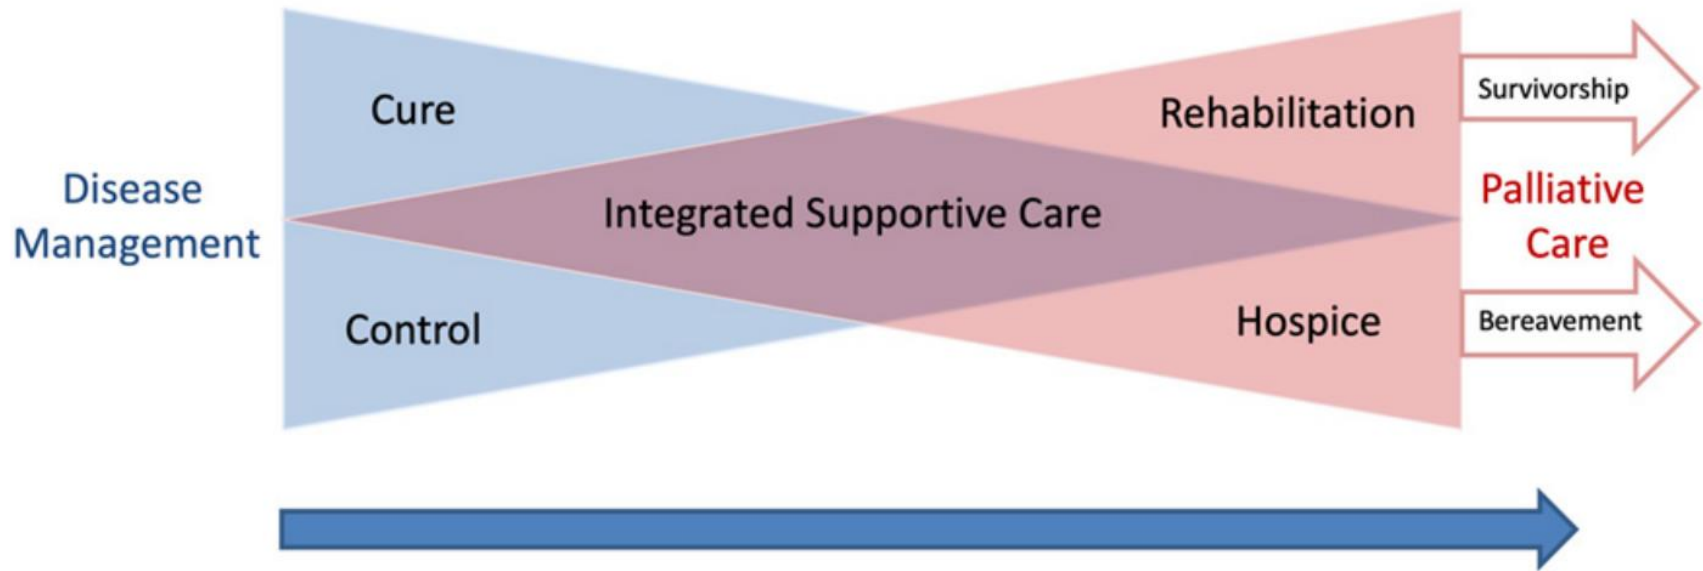 Disease
Management
Cure
Control
Integrated Supportive Care
Rehabilitation
Hospice
Survivorship
Palliative
Care
Bereavement